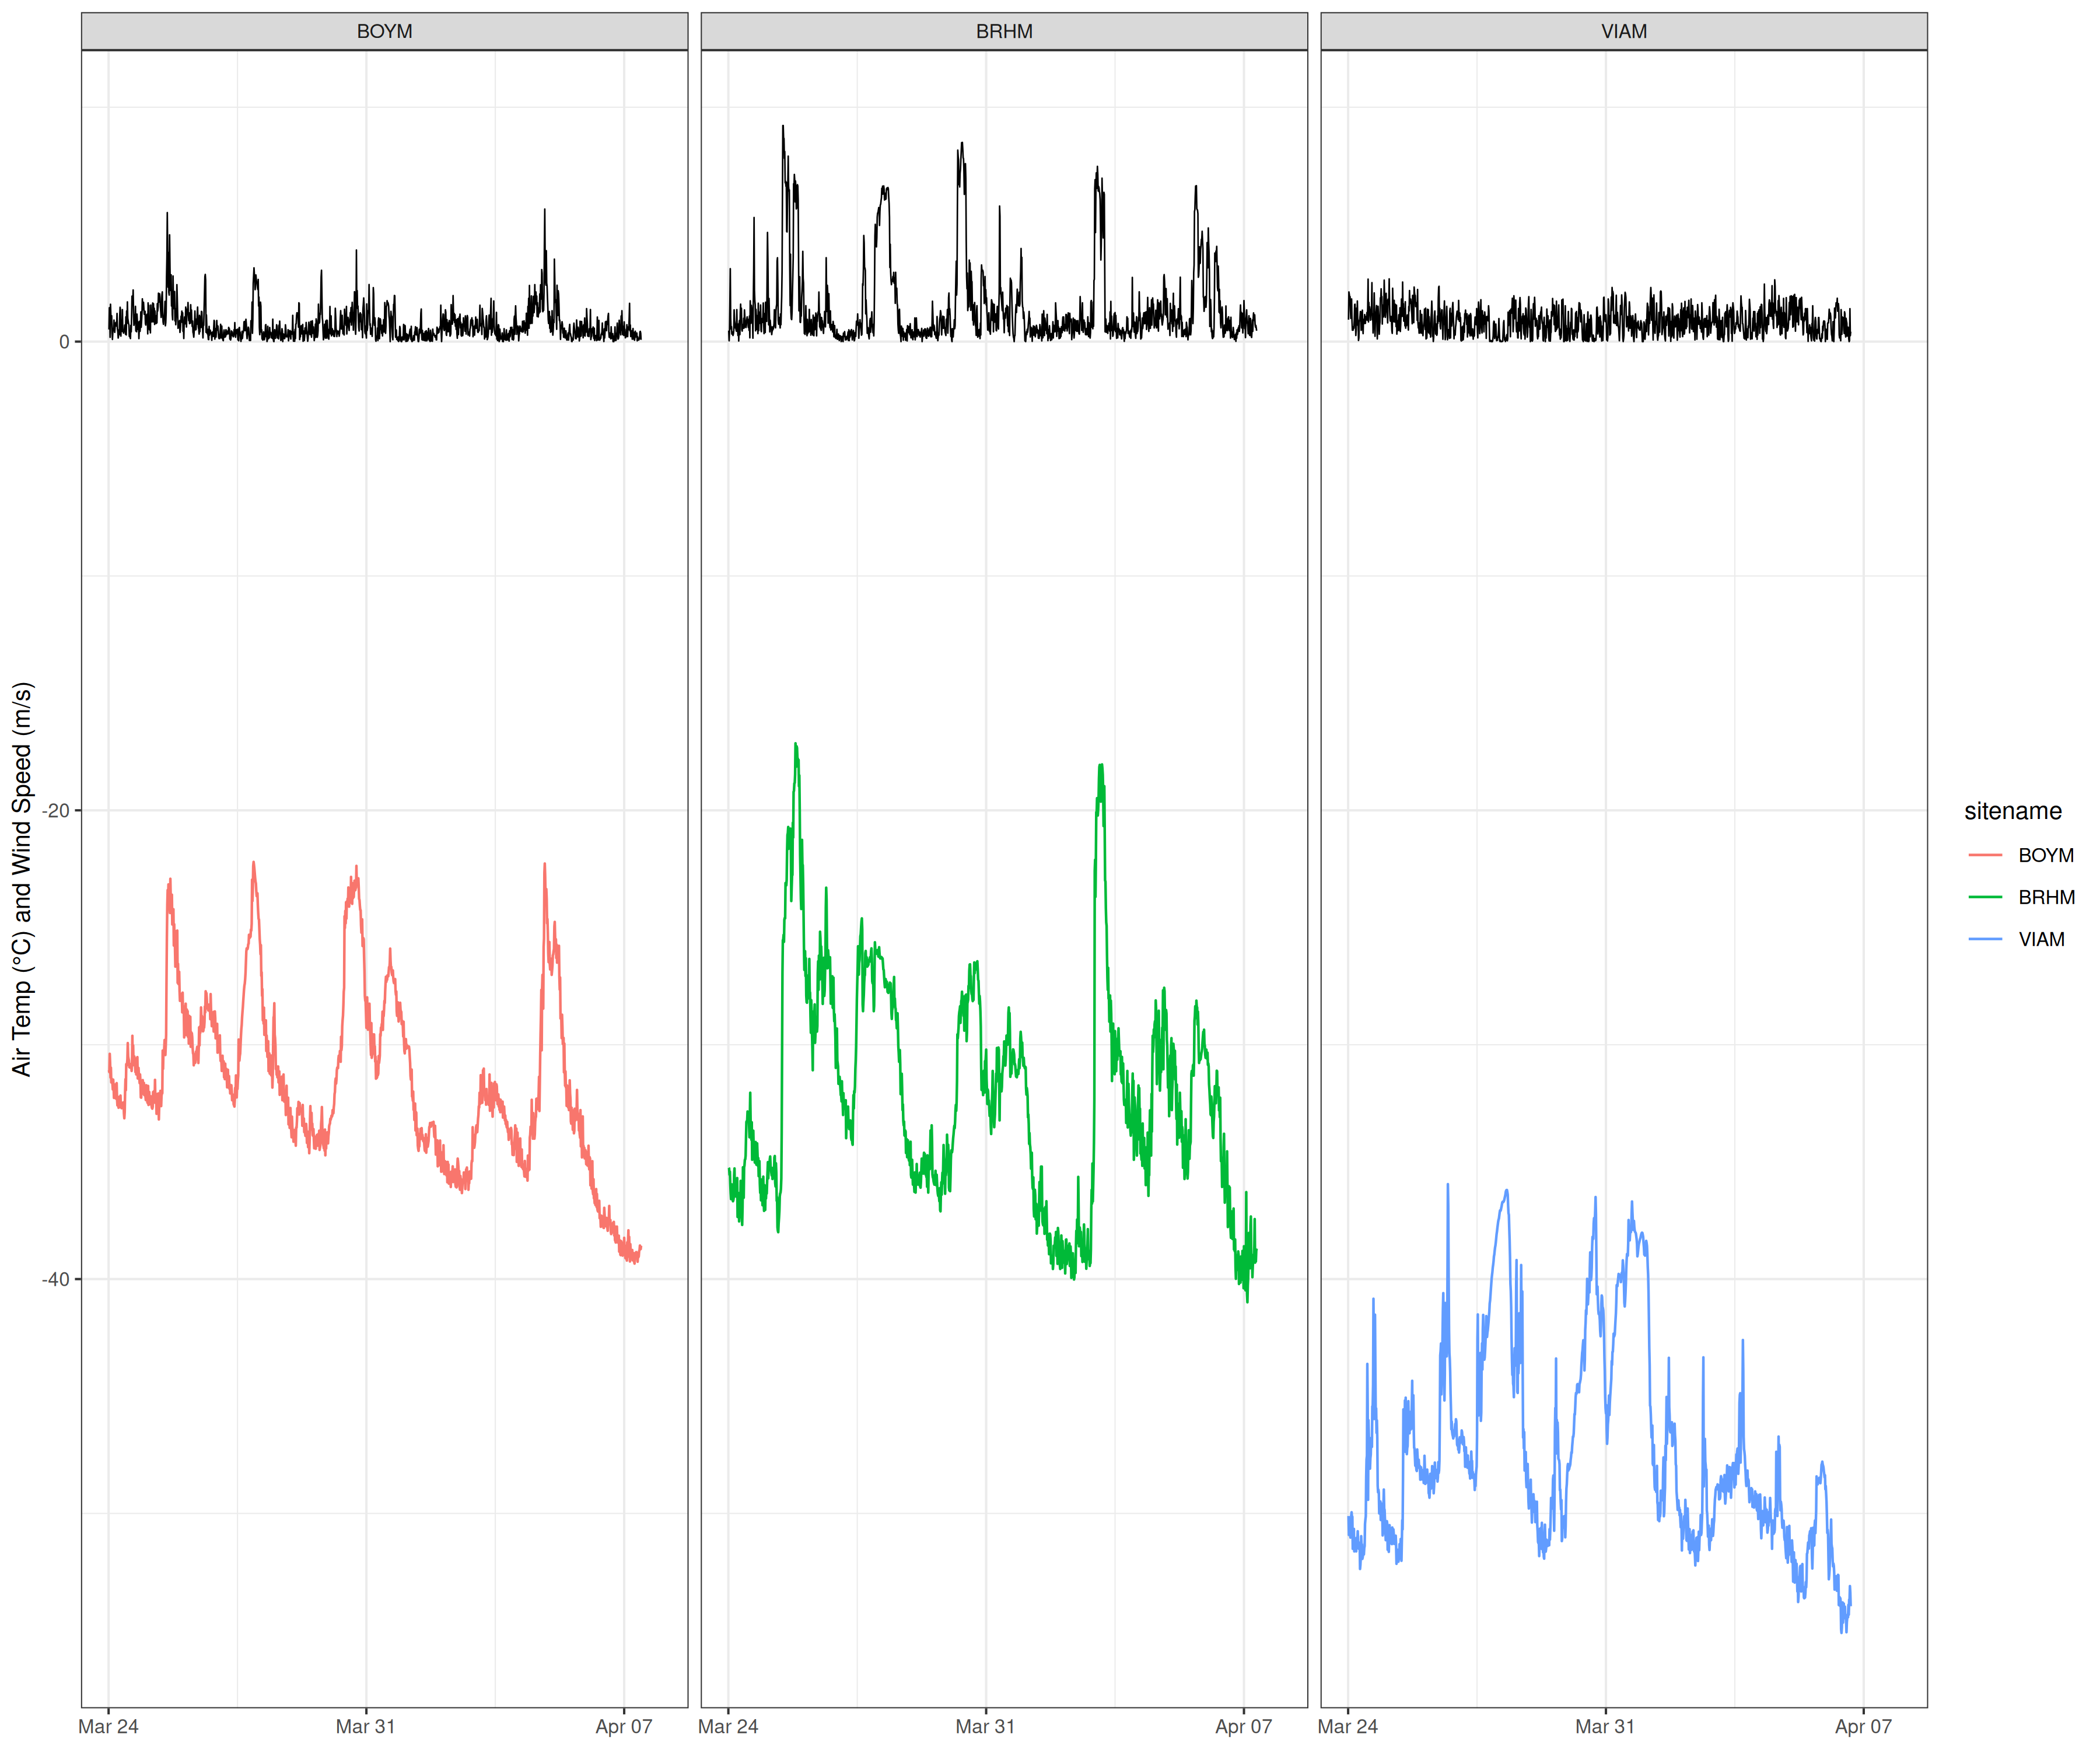 BOYM
BRHM
VIAM
Air Temp (°C) and Wind Speed (m/s)
0
-20
-40
Mar 24
Mar 31
Apr 07
Mar 24
Mar 31
Apr 07
Mar 24
Mar 31
Apr 07
sitename
BOYM
BRHM
VIAM